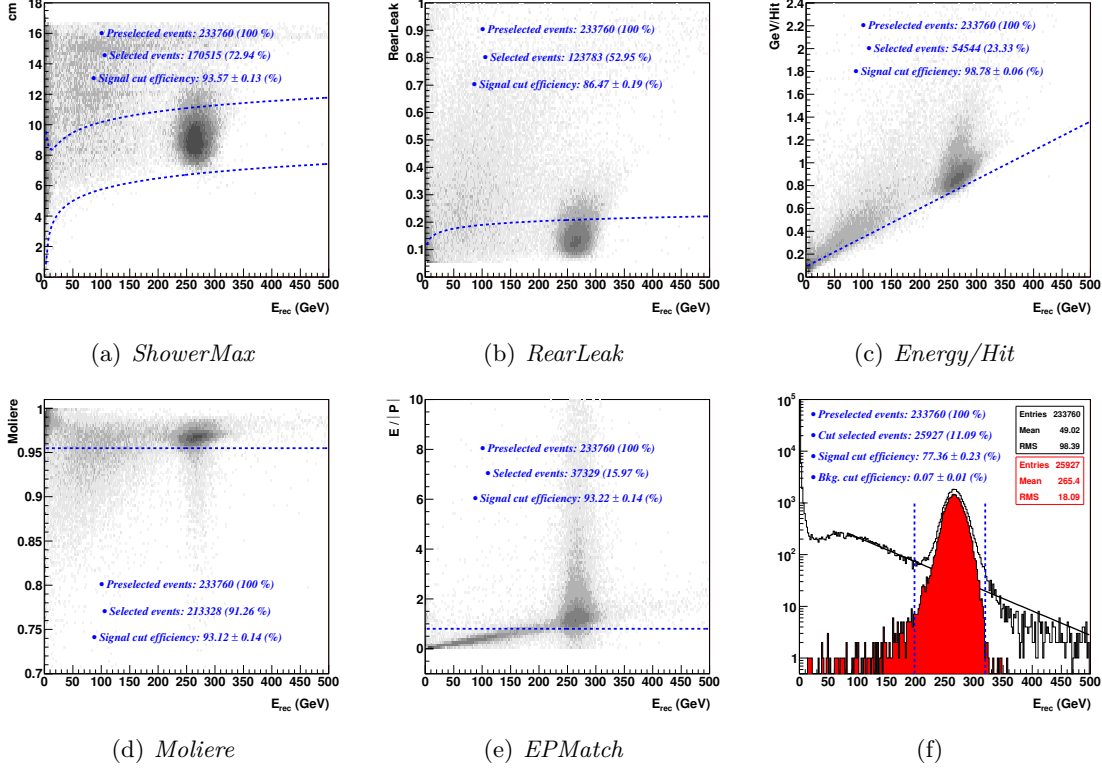 cm
18
16
14
12
10
8
6
4
2
0
• Preselected events: 233760 (100 %)
• Selected events: 170515 (72.94 %)
• Signal cut efficiency: 93.57 ± 0.13 (%)
0 50 100 150 200 250 300 350 400 450 500
E_rec (GeV)
(a) ShowerMax
RearLeak
1
0.9
0.8
0.7
0.6
0.5
0.4
0.3
0.2
0.1
0
• Preselected events: 233760 (100 %)
• Selected events: 123783 (52.95 %)
• Signal cut efficiency: 86.47 ± 0.19 (%)
0 50 100 150 200 250 300 350 400 450 500
E_rec (GeV)
(b) RearLeak
GeV/Hit
2.4
2.2
2
1.8
1.6
1.4
1.2
1
0.8
0.6
0.4
0.2
0
• Preselected events: 233760 (100 %)
• Selected events: 54544 (23.33 %)
• Signal cut efficiency: 98.78 ± 0.06 (%)
0 50 100 150 200 250 300 350 400 450 500
E_rec (GeV)
(c) Energy/Hit
Moliere
1
0.95
0.9
0.85
0.8
0.75
0.7
• Preselected events: 233760 (100 %)
• Selected events: 213328 (91.26 %)
• Signal cut efficiency: 93.12 ± 0.14 (%)
0 50 100 150 200 250 300 350 400 450 500
E_rec (GeV)
(d) Moliere
E / | P |
10
8
6
4
2
0
• Preselected events: 233760 (100 %)
• Selected events: 37329 (15.97 %)
• Signal cut efficiency: 93.22 ± 0.14 (%)
0 50 100 150 200 250 300 350 400 450 500
E_rec (GeV)
(e) EPMatch
10^5
10^4
10^3
10^2
10
1
• Preselected events: 233760 (100 %)
• Cut selected events: 25927 (11.09 %)
• Signal cut efficiency: 77.36 ± 0.23 (%)
• Bkg. cut efficiency: 0.07 ± 0.01 (%)
Entries 233760
Mean 49.02
RMS 98.39
Entries 25927
Mean 265.4
RMS 18.09
0 50 100 150 200 250 300 350 400 450 500
E_rec (GeV)
(f)